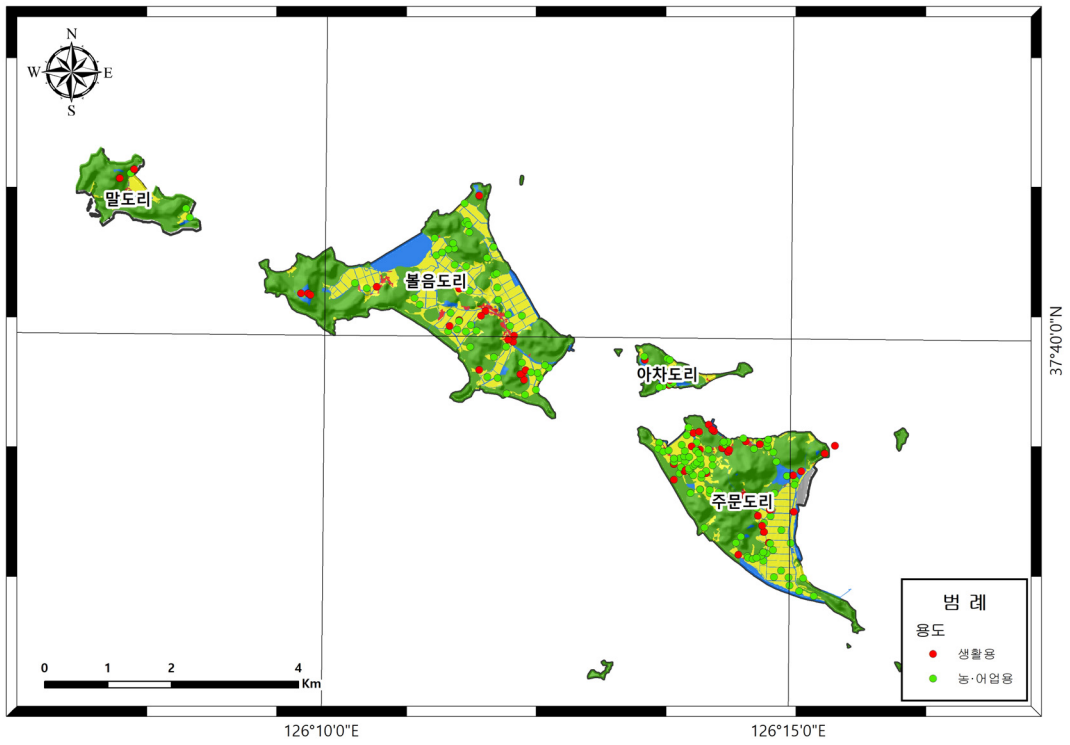 N
W E
S
말도리
볼음도리
아차도리
주문도리
37°40'0"N
범 례
용도
생활용
농·어업용
0 1 2 4
Km
126°10'0"E
126°15'0"E